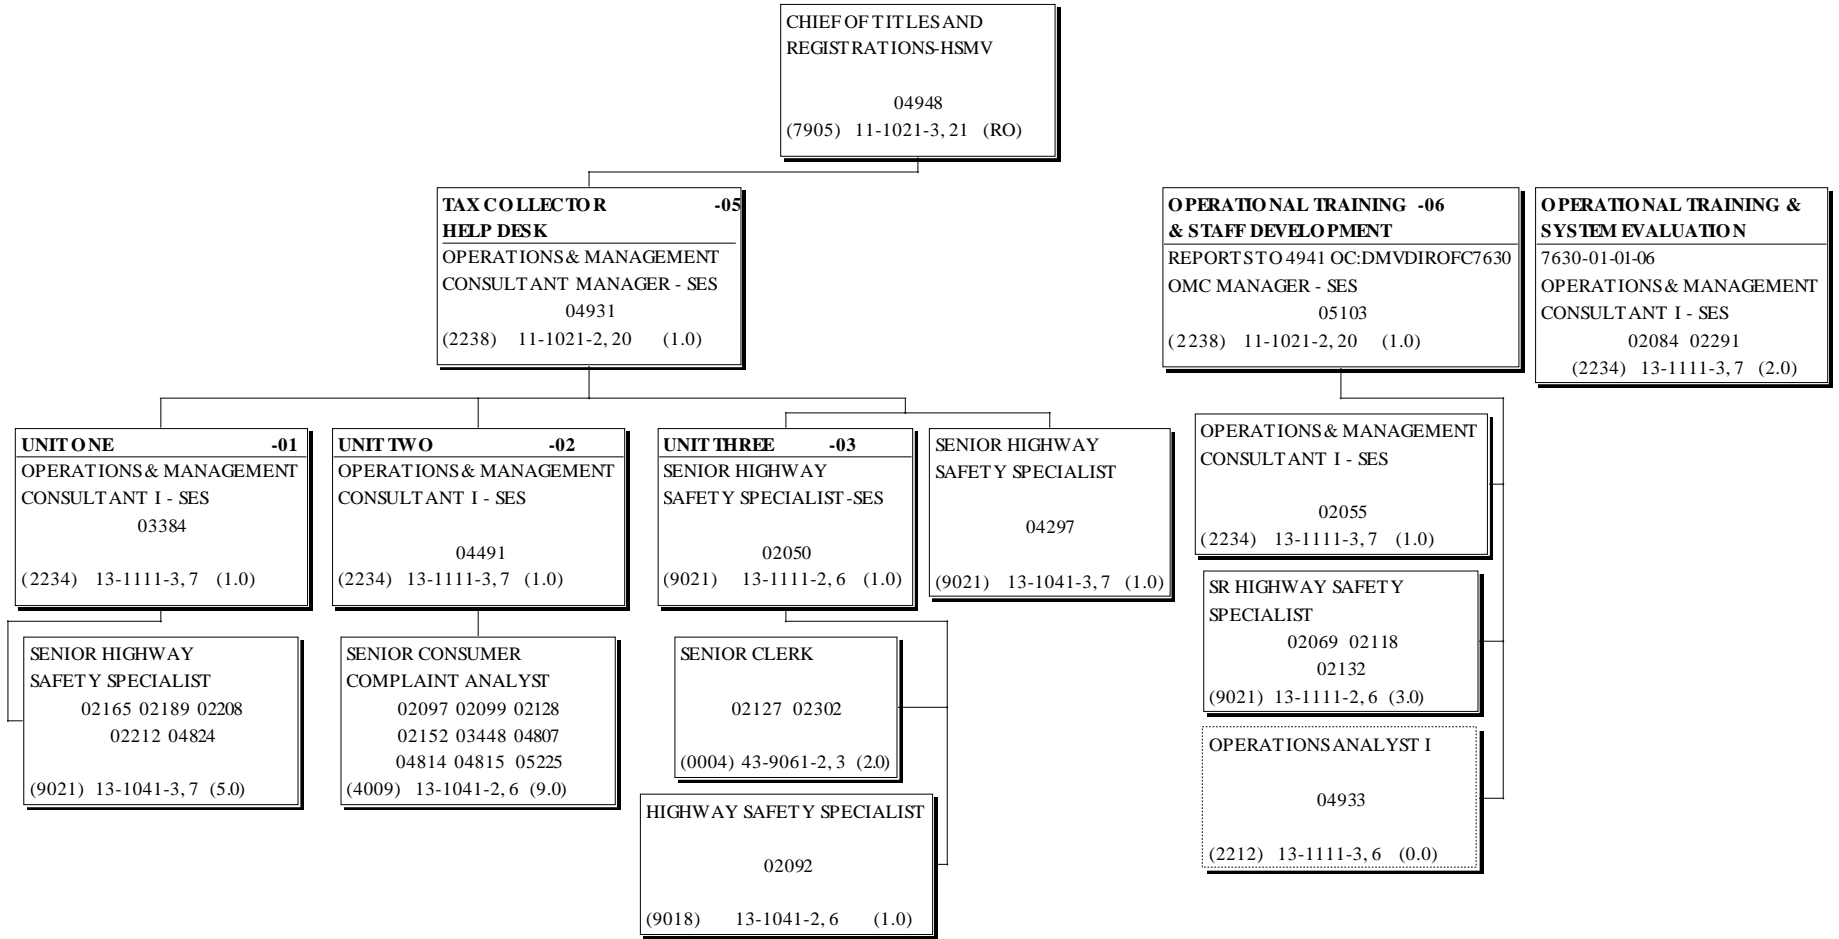 CHIEF OF TITLES AND
REGISTRATIONS-HSMV
04948
(7905) 11-1021-3, 21 (RO)
TAX COLLECTOR -05
HELP DESK
OPERATIONS & MANAGEMENT
CONSULTANT MANAGER - SES
04931
(2238) 11-1021-2, 20 (1.0)
OPERATIONAL TRAINING -06
& STAFF DEVELOPMENT
REPORTS TO 4941 OC:DMVDIROFC7630
OMC MANAGER - SES
05103
(2238) 11-1021-2, 20 (1.0)
OPERATIONAL TRAINING &
SYSTEM EVALUATION
7630-01-01-06
OPERATIONS & MANAGEMENT
CONSULTANT I - SES
02084 02291
(2234) 13-1111-3, 7 (2.0)
UNIT ONE -01
OPERATIONS & MANAGEMENT
CONSULTANT I - SES
03384
(2234) 13-1111-3, 7 (1.0)
UNIT TWO -02
OPERATIONS & MANAGEMENT
CONSULTANT I - SES
04491
(2234) 13-1111-3, 7 (1.0)
UNIT THREE -03
SENIOR HIGHWAY
SAFETY SPECIALIST-SES
02050
(9021) 13-1111-2, 6 (1.0)
SENIOR HIGHWAY
SAFETY SPECIALIST
04297
(9021) 13-1041-3, 7 (1.0)
OPERATIONS & MANAGEMENT
CONSULTANT I - SES
02055
(2234) 13-1111-3, 7 (1.0)
SENIOR HIGHWAY
SAFETY SPECIALIST
02165 02189 02208
02212 04824
(9021) 13-1041-3, 7 (5.0)
SENIOR CONSUMER
COMPLAINT ANALYST
02097 02099 02128
02152 03448 04807
04814 04815 05225
(4009) 13-1041-2, 6 (9.0)
SENIOR CLERK
02127 02302
(0004) 43-9061-2, 3 (2.0)
HIGHWAY SAFETY SPECIALIST
02092
(9018) 13-1041-2, 6 (1.0)
SR HIGHWAY SAFETY
SPECIALIST
02069 02118
02132
(9021) 13-1111-2, 6 (3.0)
OPERATIONS ANALYST I
04933
(2212) 13-1111-3, 6 (0.0)